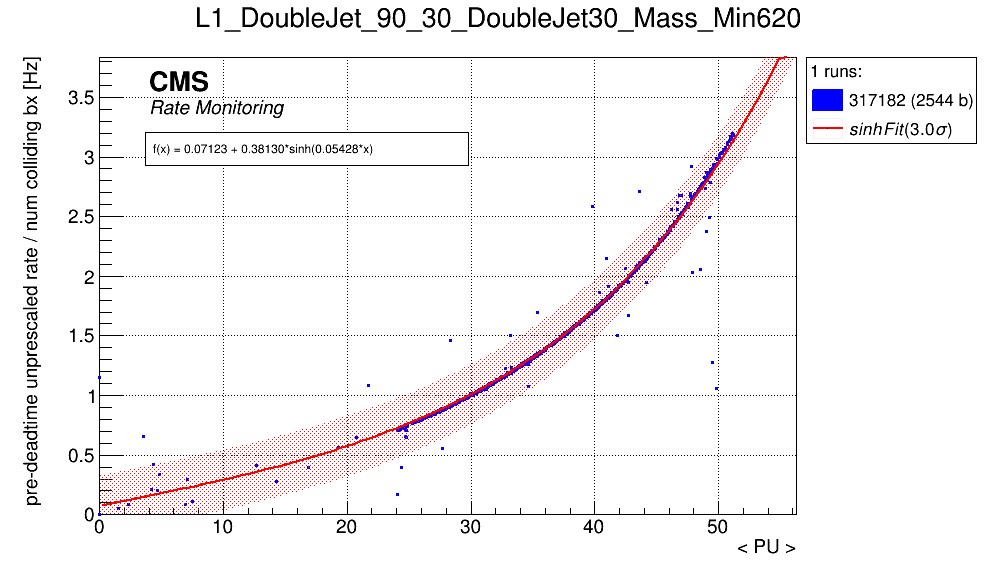 L1_DoubleJet_90_30_DoubleJet30_Mass_Min620
pre-deadtime unprescaled rate / num colliding bx [Hz]
CMS
Rate Monitoring
f(x) = 0.07123 + 0.38130*sinh(0.05428*x)
1 runs:
317182 (2544 b)
sinhFit(3.0σ)
3.5
3
2.5
2
1.5
1
0.5
0
0 10 20 30 40 50
< PU >